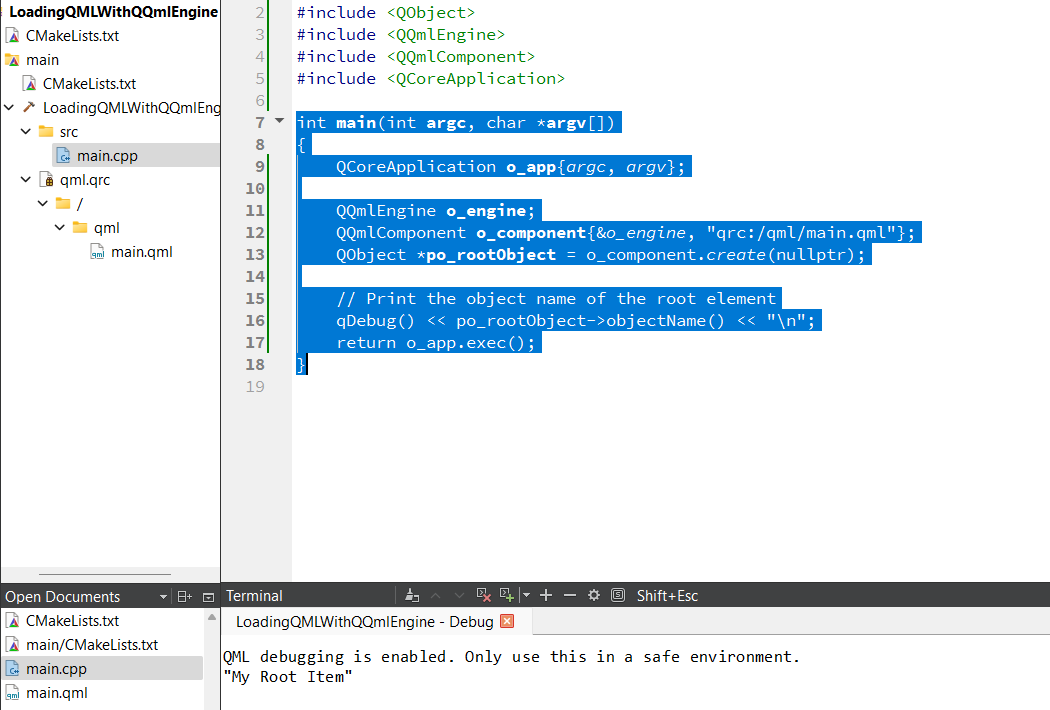 LoadingQMLWithQQmlEngine
CMakeLists.txt
main
CMakeLists.txt
LoadingQMLWithQQmlEng
src
main.cpp
qml.qrc
/
qml
main.qml
2 #include <QObject>
3 #include <QQmlEngine>
4 #include <QQmlComponent>
5 #include <QCoreApplication>
6
7 int main(int argc, char *argv[])
8 {
9 QCoreApplication o_app{argc, argv};
10
11 QQmlEngine o_engine;
12 QQmlComponent o_component{&o_engine, "qrc:/qml/main.qml"};
13 QObject *po_rootObject = o_component.create(nullptr);
14
15 // Print the object name of the root element
16 qDebug() << po_rootObject->objectName() << "\n";
17 return o_app.exec();
18 }
19
Open Documents
CMakeLists.txt
main/CMakeLists.txt
main.cpp
main.qml
Terminal Shift+Esc
LoadingQMLWithQQmlEngine - Debug
QML debugging is enabled. Only use this in a safe environment.
"My Root Item"